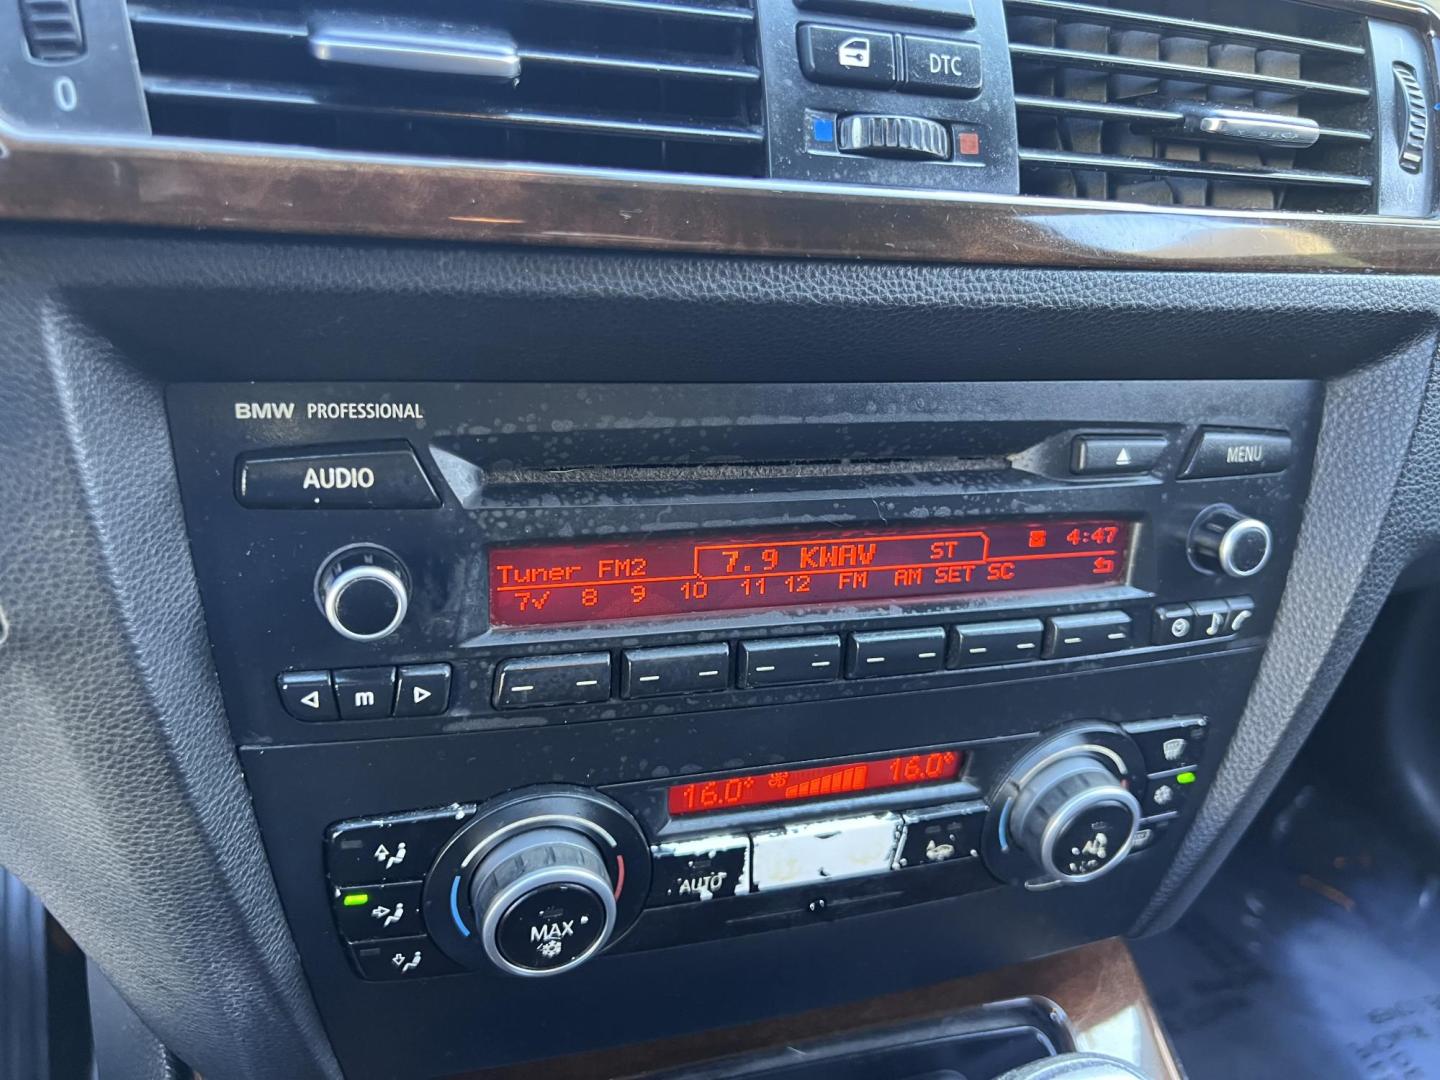 0
DTC
0
BMW PROFESSIONAL
AUDIO
MENU
Tuner FM2
7.9 KWAV ST
4:47
7✓ 8 9 10 11 12 FM AM SET SC
m
16.0° 16.0°
AUTO
MAX